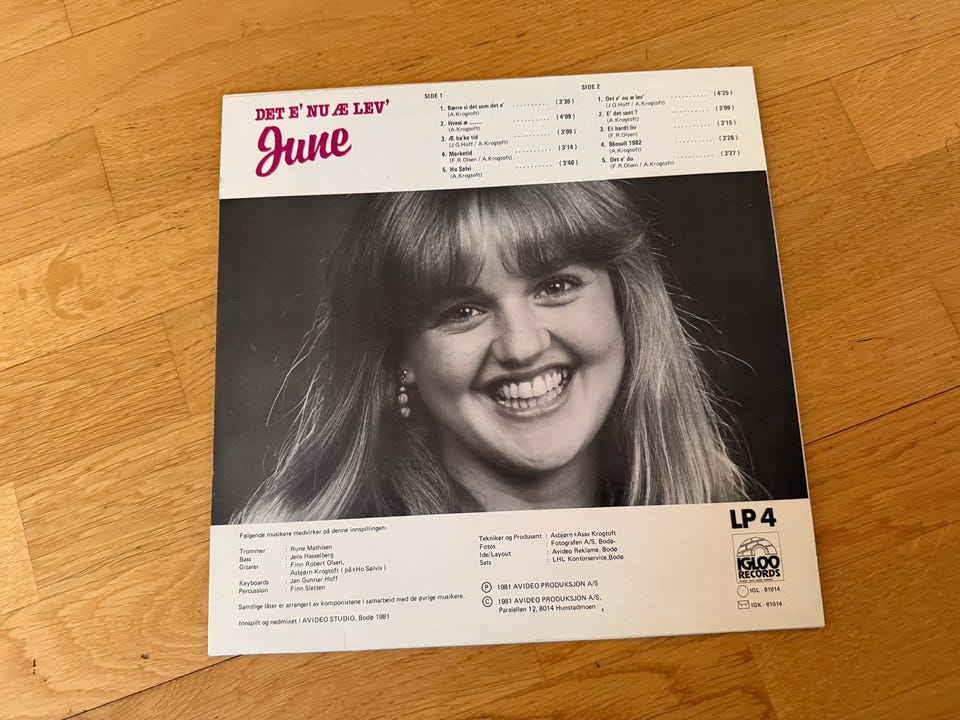 DET E' NU Æ LEV'
June
SIDE 1
1. Bærre si det som det e' .......... ( 3'30 )
(A.Krogtoft)
2. Hvess æ ......... ( 4'09 )
(A.Krogtoft)
3. Æ ha'ke tid .......... ( 3'09 )
(J.G.Hoff / A.Krogtoft)
4. Mørketid .......... ( 3'14 )
(F.R.Olsen / A.Krogtoft)
5. Ho Sølvi .......... ( 3'40 )
(A.Krogtoft)
SIDE 2
1. Det e' nu æ lev' .......... ( 4'25 )
(J.G.Hoff / A.Krogtoft)
2. E' det sant ? .......... ( 3'09 )
(A.Krogtoft)
3. Et hardt liv .......... ( 3'15 )
(F.R.Olsen)
4. Bånsull 1982 .......... ( 3'26 )
(A.Krogtoft)
5. Det e' du .......... ( 3'27 )
(F.R.Olsen / A.Krogtoft)
Følgende musikere medvirker på denne innspillingen:
Trommer : Rune Mathisen
Bass : Jens Hasselberg
Gitarer : Finn Robert Olsen,
Asbjørn Krogtoft ( på «Ho Sølvi» )
Keyboards : Jan Gunnar Hoff
Percussion : Finn Sletten
Samtlige låter er arrangert av komponistene i samarbeid med de øvrige musikere.
Innspilt og nedmixet i AVIDEO STUDIO, Bodø 1981
Tekniker og Produsent : Asbjørn «Asa» Krogtoft
Fotos : Fotografen A/S, Bodø.
Ide/Layout : Avideo Reklame, Bodø
Sats : LHL Kontorservice, Bodø
Ⓟ 1981 AVIDEO PRODUKSJON A/S
© 1981 AVIDEO PRODUKSJON A/S,
Parallellen 12, 8014 Hunstadmoen
LP 4
IGLOO
RECORDS
IGL - 81014
IGK - 81014